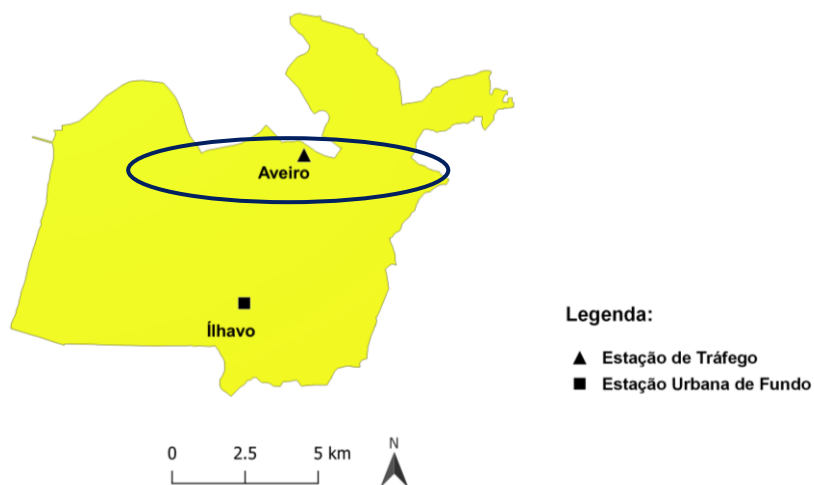 Aveiro
Ílhavo
Legenda:
Estação de Tráfego
Estação Urbana de Fundo
0 2.5 5 km
N